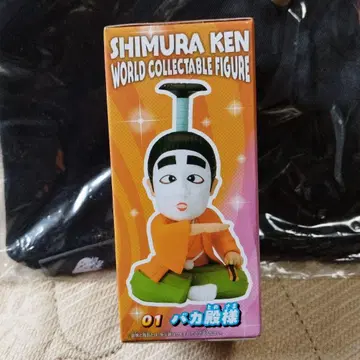 SHIMURA KEN
WORLD COLLECTABLE FIGURE
01 バカ殿様